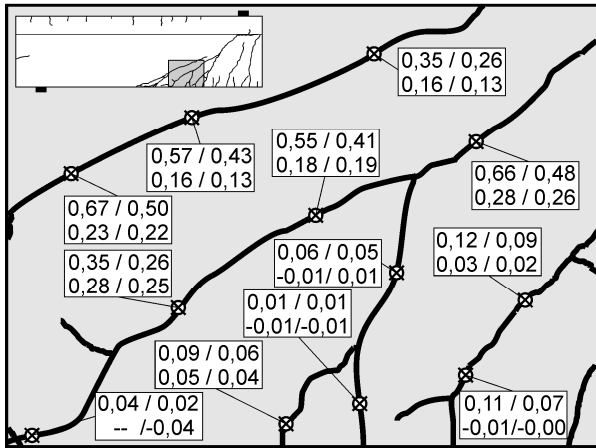 0,35 / 0,26
0,16 / 0,13
0,57 / 0,43
0,16 / 0,13
0,55 / 0,41
0,18 / 0,19
0,66 / 0,48
0,28 / 0,26
0,67 / 0,50
0,23 / 0,22
0,35 / 0,26
0,28 / 0,25
0,06 / 0,05
-0,01/ 0,01
0,12 / 0,09
0,03 / 0,02
0,01 / 0,01
-0,01/-0,01
0,09 / 0,06
0,05 / 0,04
0,04 / 0,02
-- /-0,04
0,11 / 0,07
-0,01/-0,00